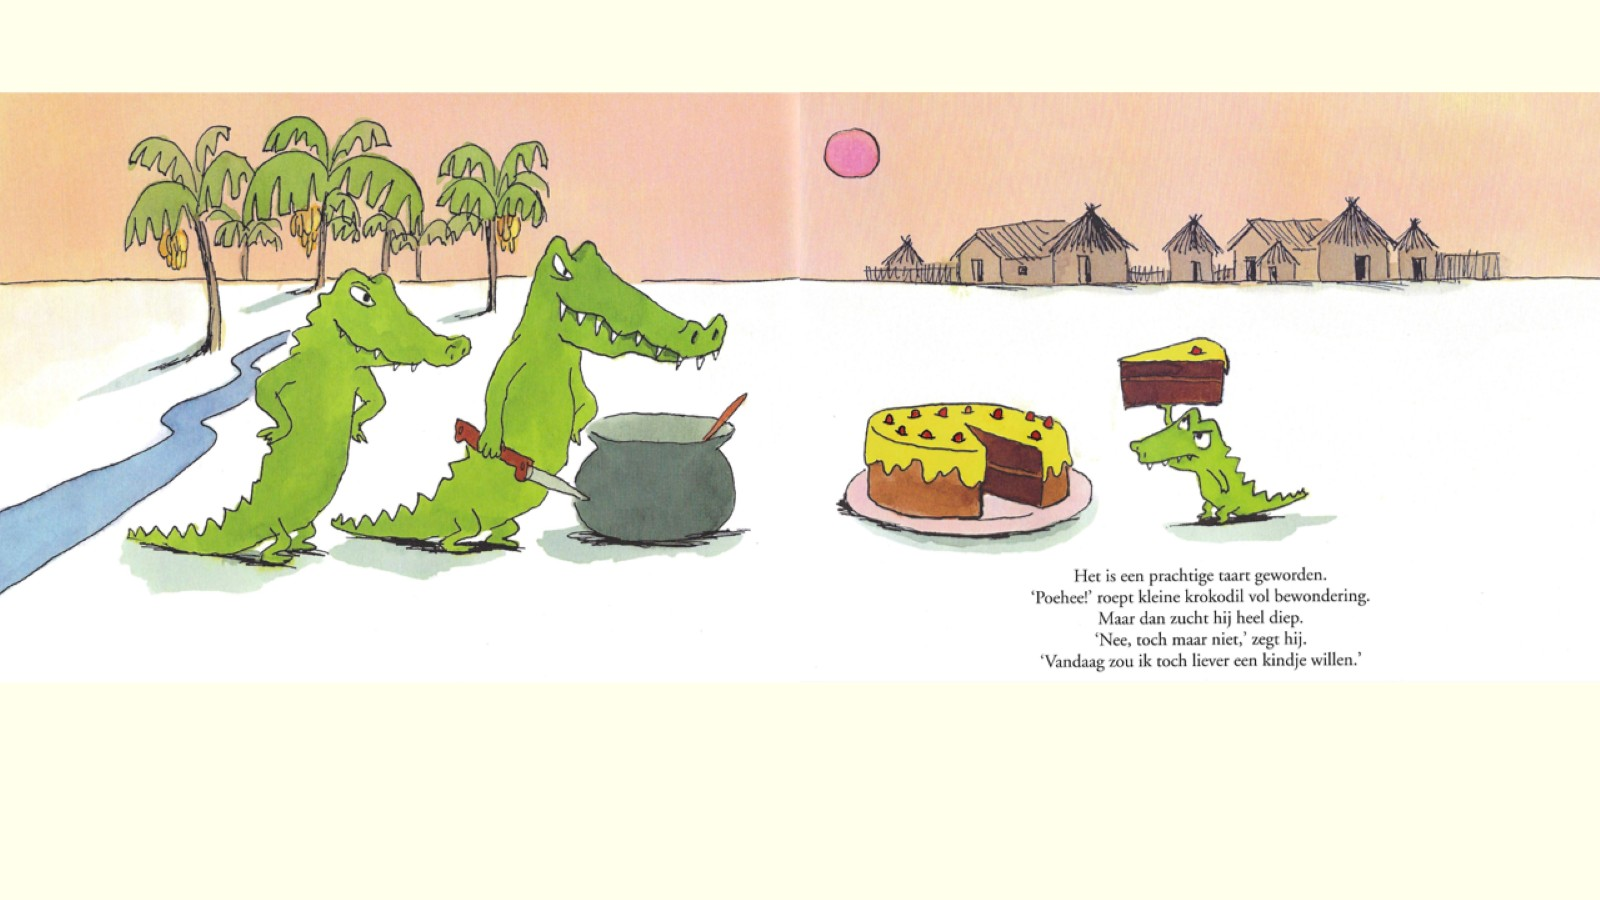 Het is een prachtige taart geworden.
‘Poehee!’ roept kleine krokodil vol bewondering.
Maar dan zucht hij heel diep.
‘Nee, toch maar niet,’ zegt hij.
‘Vandaag zou ik toch liever een kindje willen.’